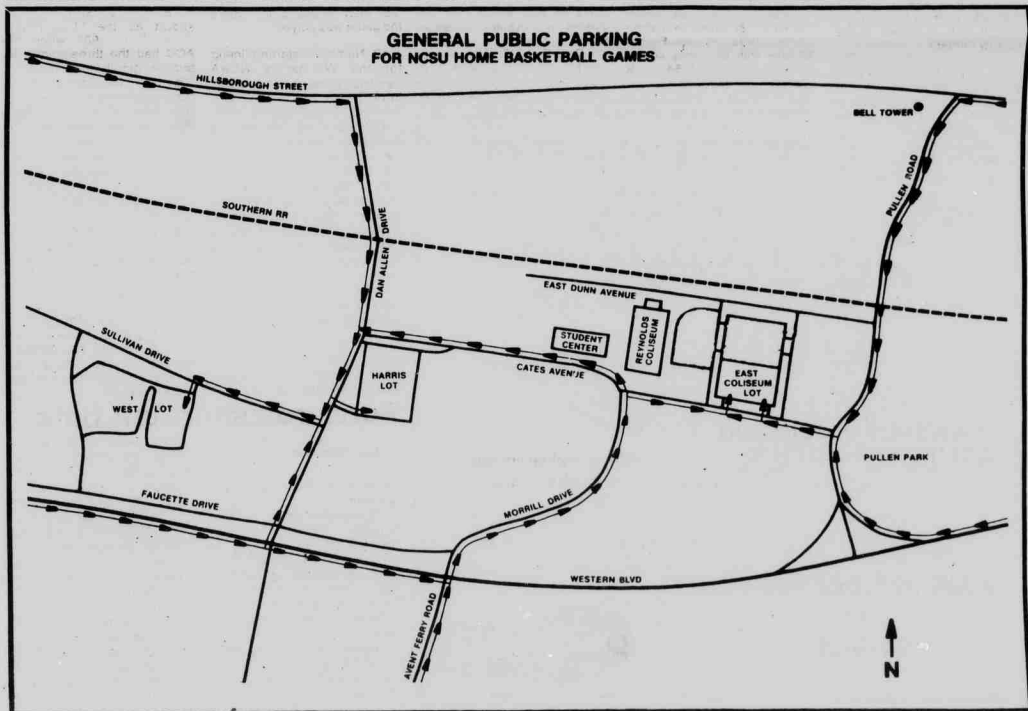 GENERAL PUBLIC PARKING
FOR NCSU HOME BASKETBALL GAMES
HILLSBOROUGH STREET
BELL TOWER
PULLEN ROAD
SOUTHERN RR
DAN ALLEN DRIVE
EAST DUNN AVENUE
STUDENT
CENTER
REYNOLDS
COLISEUM
EAST
COLISEUM
LOT
SULLIVAN DRIVE
CATES AVENUE
HARRIS
LOT
WEST LOT
PULLEN PARK
FAUCETTE DRIVE
MORRILL DRIVE
WESTERN BLVD
AVENT FERRY ROAD
N